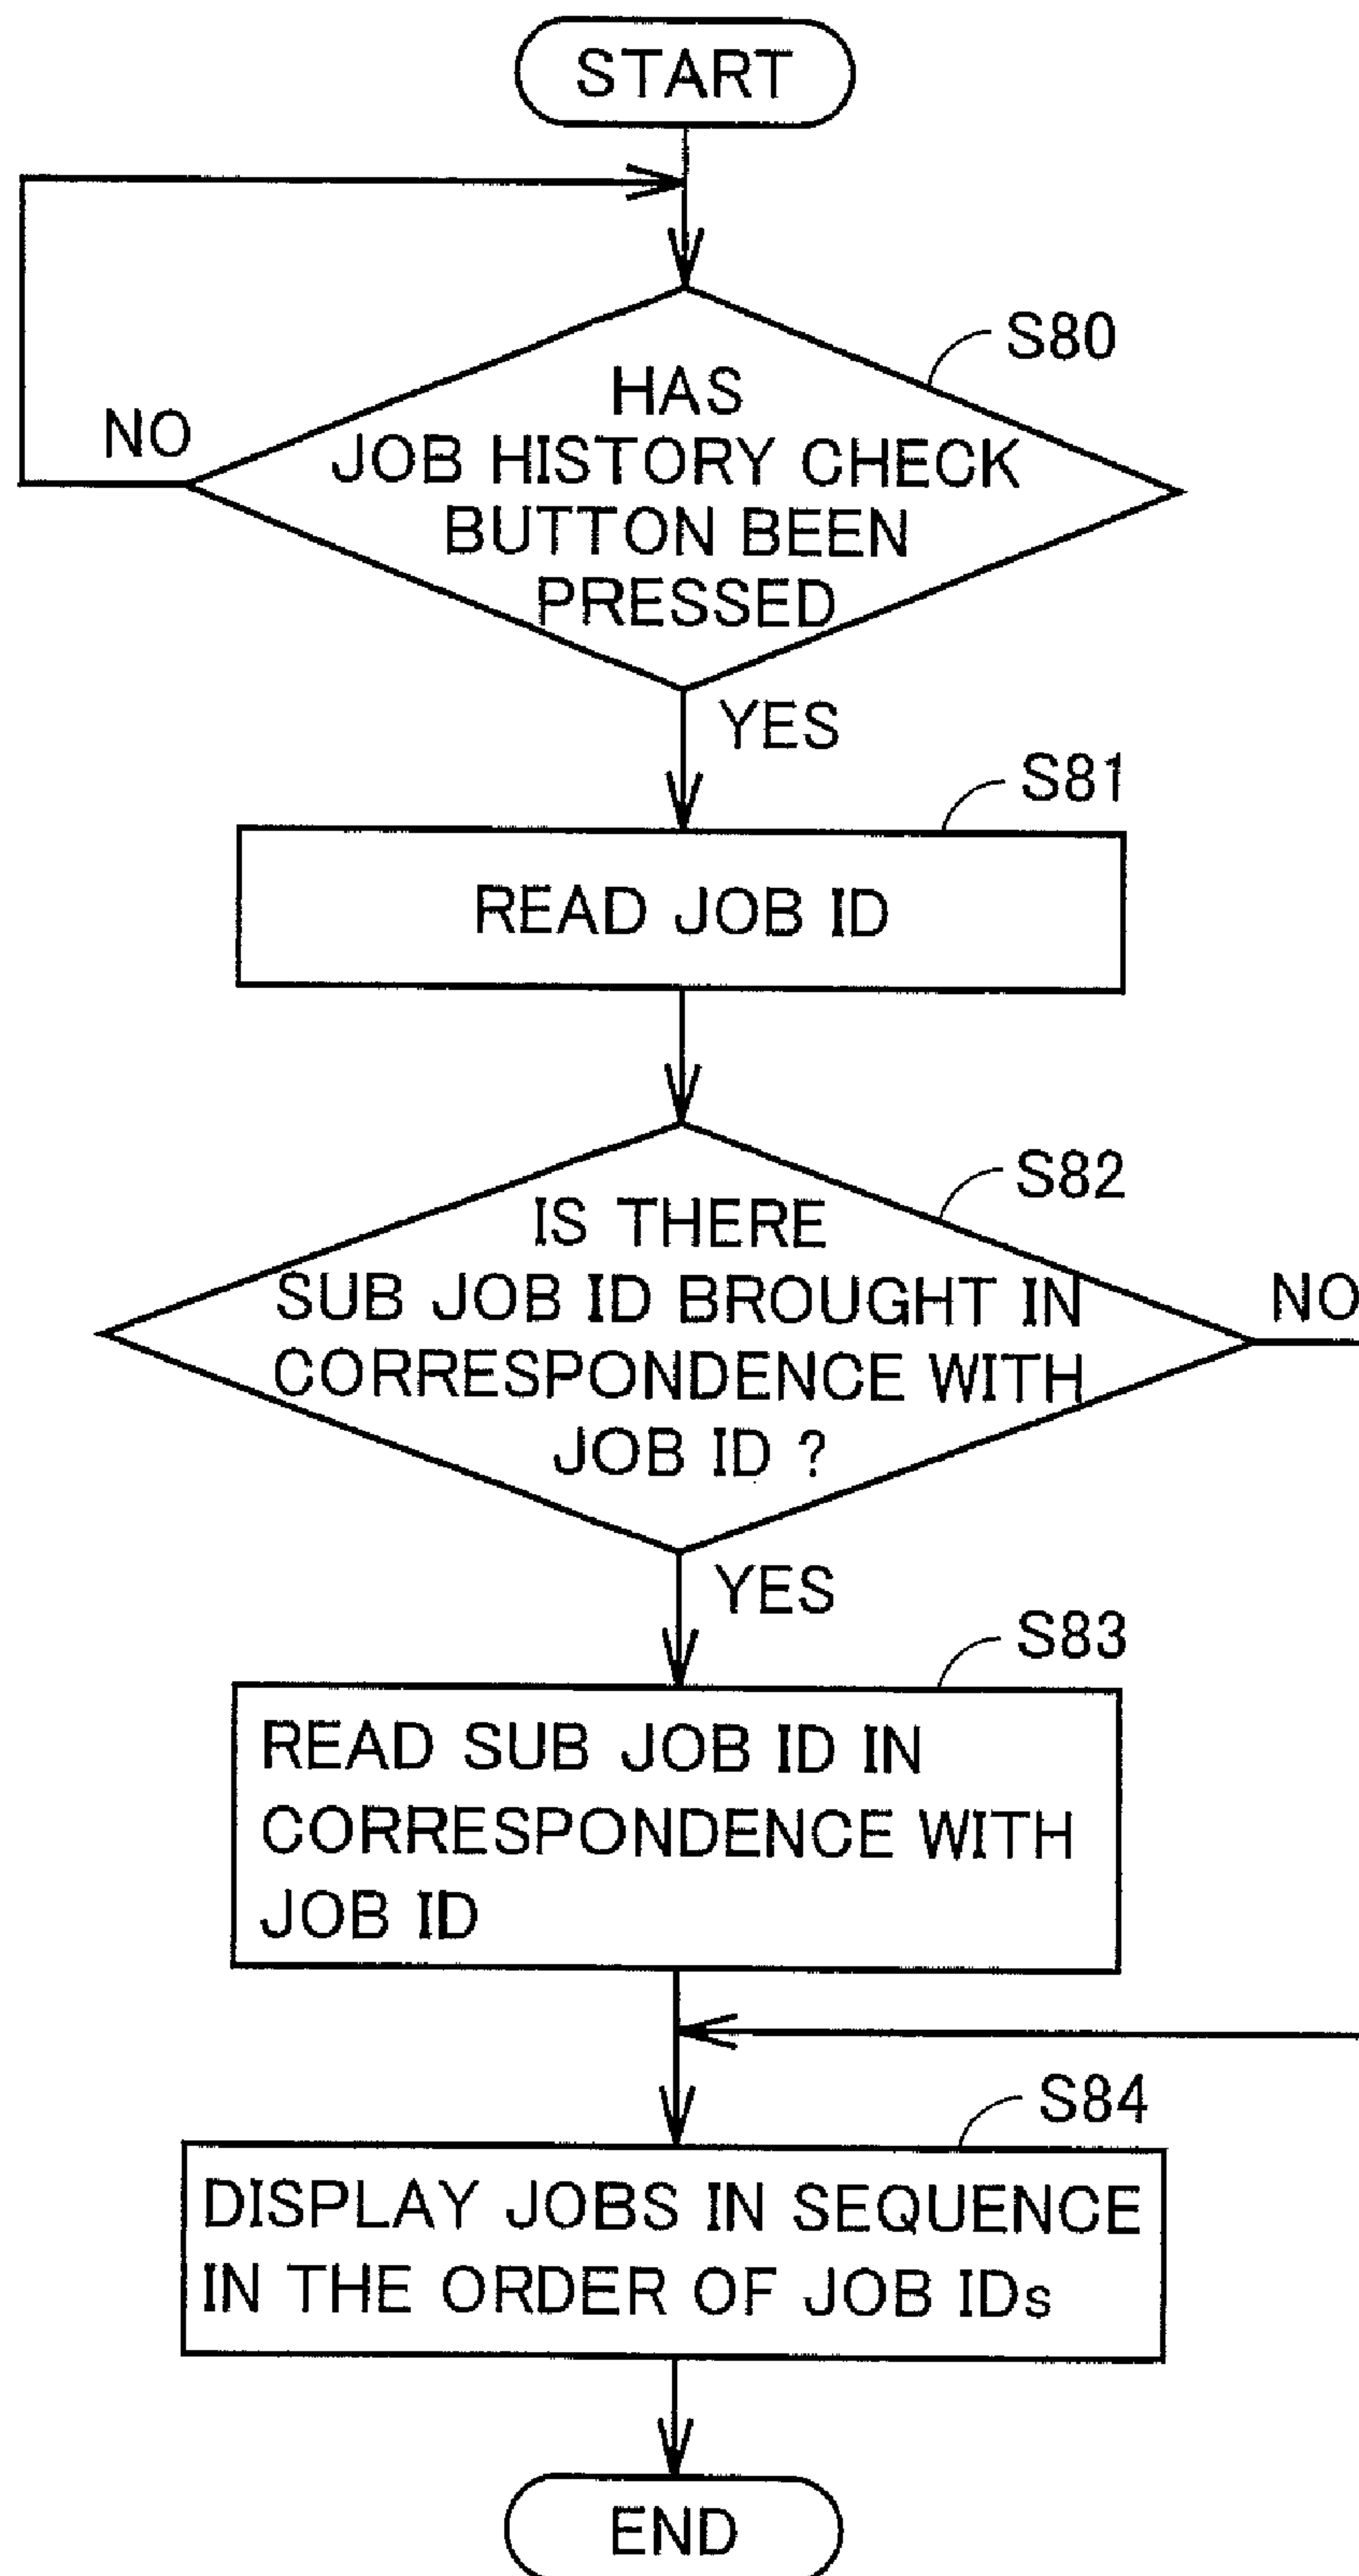 START
S80
HAS
JOB HISTORY CHECK
BUTTON BEEN
PRESSED
NO
YES
S81
READ JOB ID
S82
IS THERE
SUB JOB ID BROUGHT IN
CORRESPONDENCE WITH
JOB ID ?
NO
YES
S83
READ SUB JOB ID IN
CORRESPONDENCE WITH
JOB ID
S84
DISPLAY JOBS IN SEQUENCE
IN THE ORDER OF JOB IDs
END